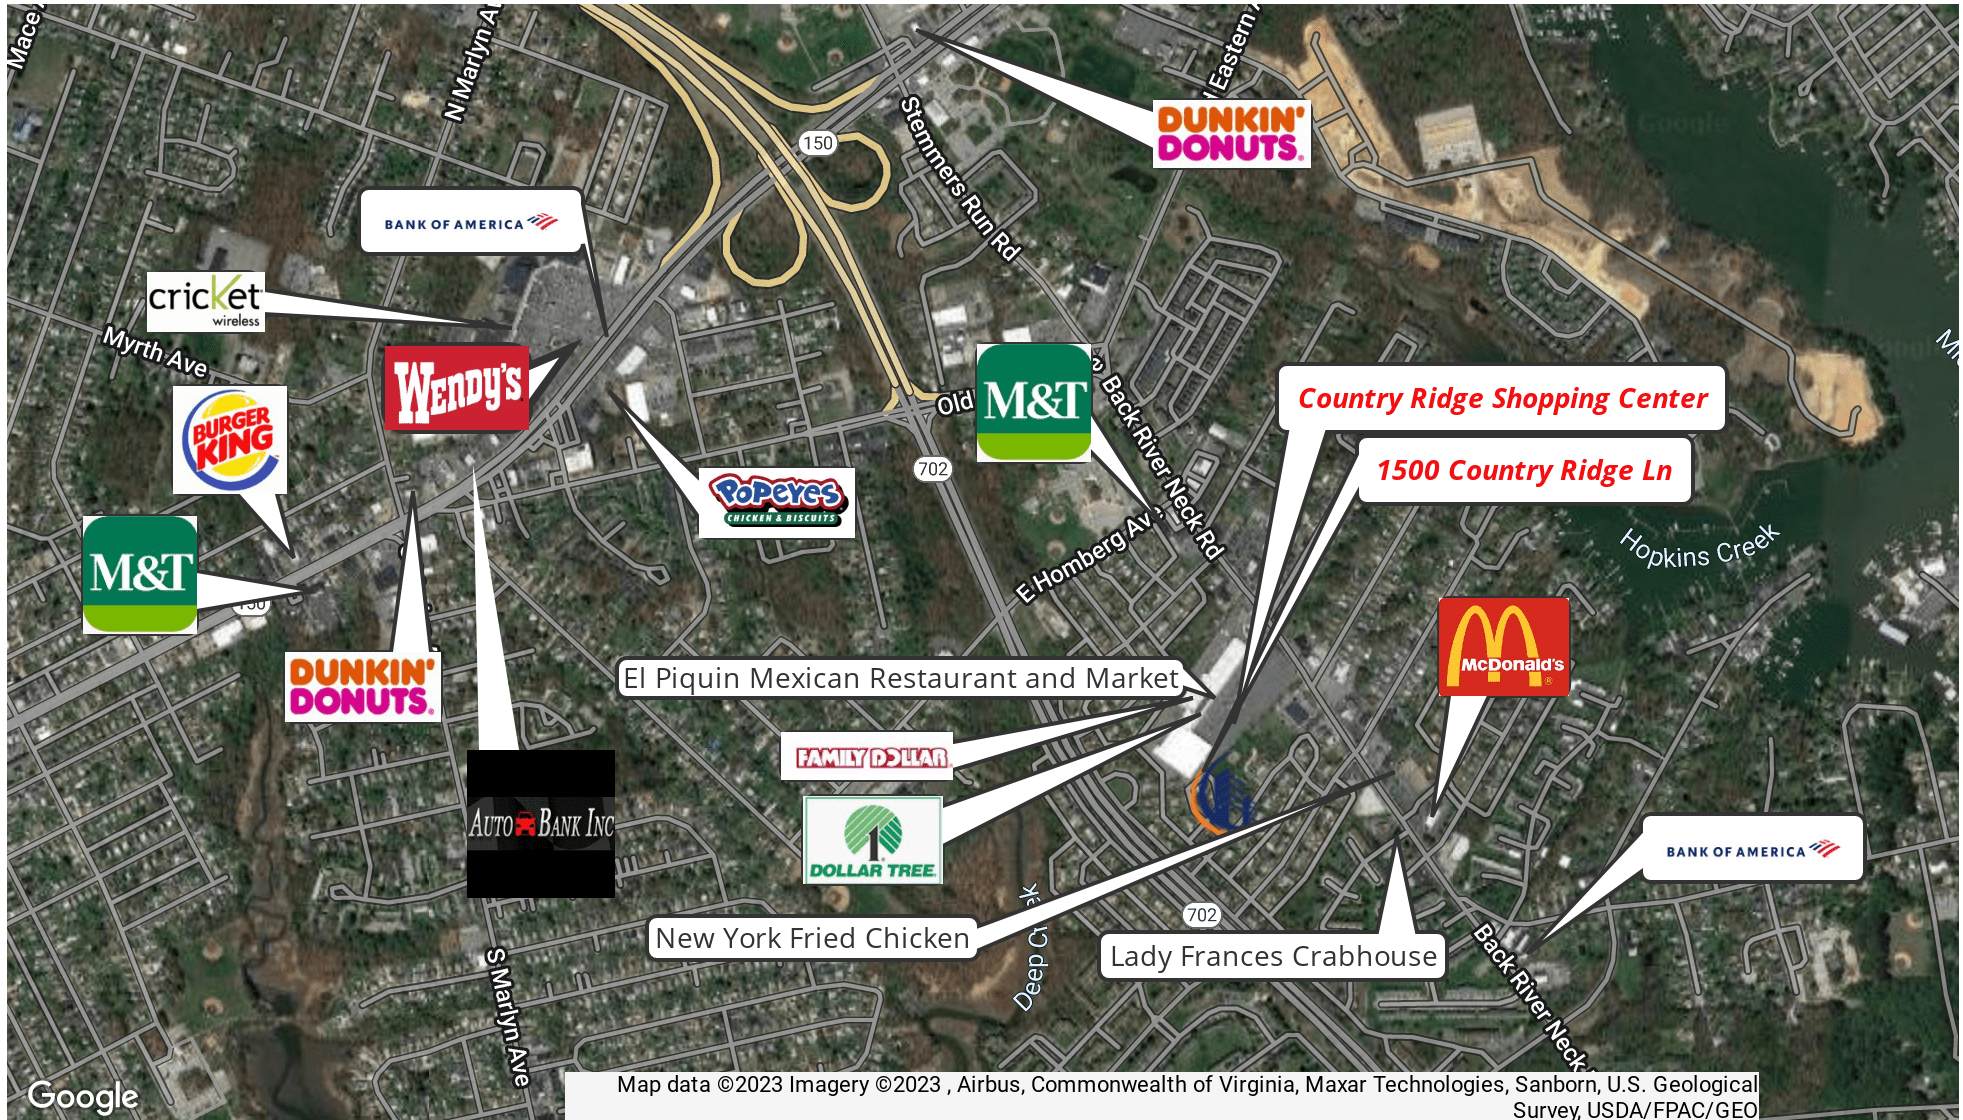 Mace A
N Marlyn Av
d Eastern A
DUNKIN'
DONUTS.
150
Stemmers Run Rd
BANK OF AMERICA
cricket
wireless
Myrth Ave
WENDY'S
BURGER
KING
Old
M&T
Back River Neck Rd
Country Ridge Shopping Center
1500 Country Ridge Ln
702
POPEYES
CHICKEN & BISCUITS
M&T
150
E Homberg Ave
Hopkins Creek
DUNKIN'
DONUTS.
El Piquin Mexican Restaurant and Market
McDonald's
®
FAMILY DOLLAR
AUTO BANK INC
1
DOLLAR TREE
BANK OF AMERICA
New York Fried Chicken
702
Lady Frances Crabhouse
Deep Cr k
S Marlyn Ave
Back River Neck
Google
Map data ©2023 Imagery ©2023 , Airbus, Commonwealth of Virginia, Maxar Technologies, Sanborn, U.S. Geological
Survey, USDA/FPAC/GEO